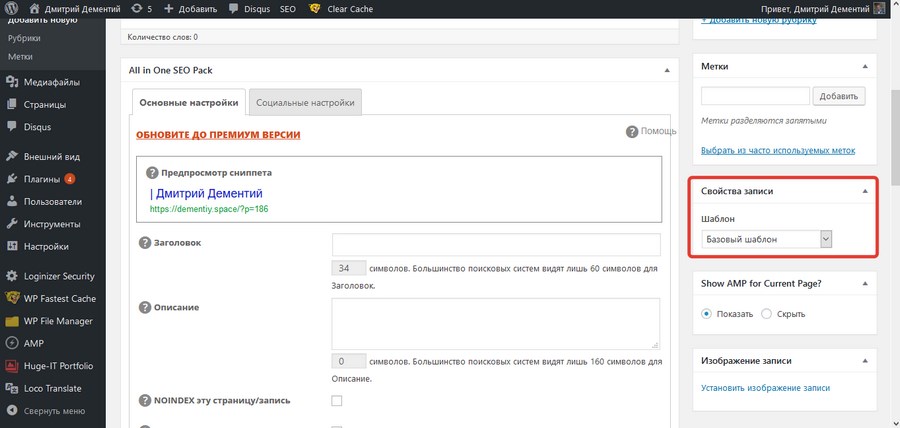 Дмитрий Дементий
5
Добавить
Disqus
SEO
Clear Cache
Привет, Дмитрий Дементий
Добавить новую
Рубрики
Метки
Медиафайлы
Страницы
Disqus
Внешний вид
Плагины 4
Пользователи
Инструменты
Настройки
Loginizer Security
WP Fastest Cache
WP File Manager
AMP
Huge-IT Portfolio
Loco Translate
Свернуть меню
Количество слов: 0
All in One SEO Pack
Основные настройки
Социальные настройки
ОБНОВИТЕ ДО ПРЕМИУМ ВЕРСИИ
Помощь
Предпросмотр сниппета
| Дмитрий Дементий
https://dementiy.space/?p=186
Заголовок
34 символов. Большинство поисковых систем видят лишь 60 символов для
Заголовок.
Описание
0 символов. Большинство поисковых систем видят лишь 160 символов для
Описание.
NOINDEX эту страницу/запись
+ Добавить новую рубрику
Метки
Добавить
Метки разделяются запятыми
Выбрать из часто используемых меток
Свойства записи
Шаблон
Базовый шаблон
Show AMP for Current Page?
Показать
Скрыть
Изображение записи
Установить изображение записи